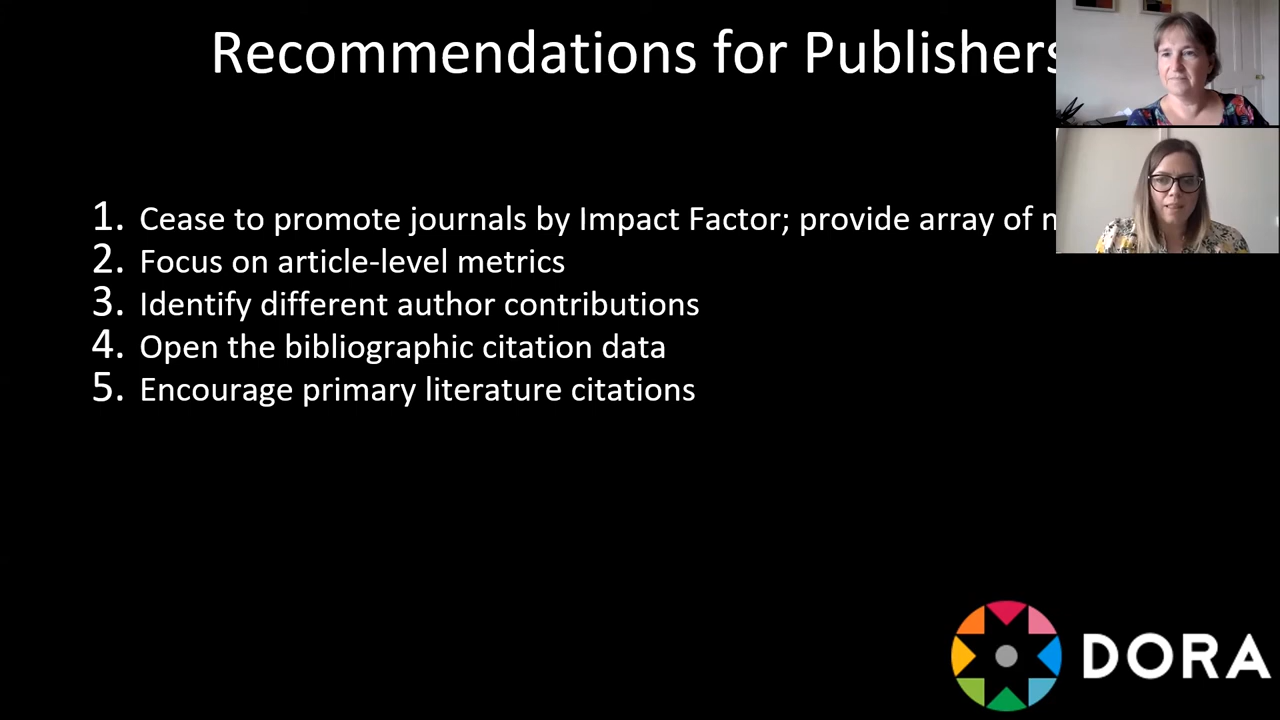 Recommendations for Publishers
1. Cease to promote journals by Impact Factor; provide array of
2. Focus on article-level metrics
3. Identify different author contributions
4. Open the bibliographic citation data
5. Encourage primary literature citations
DORA